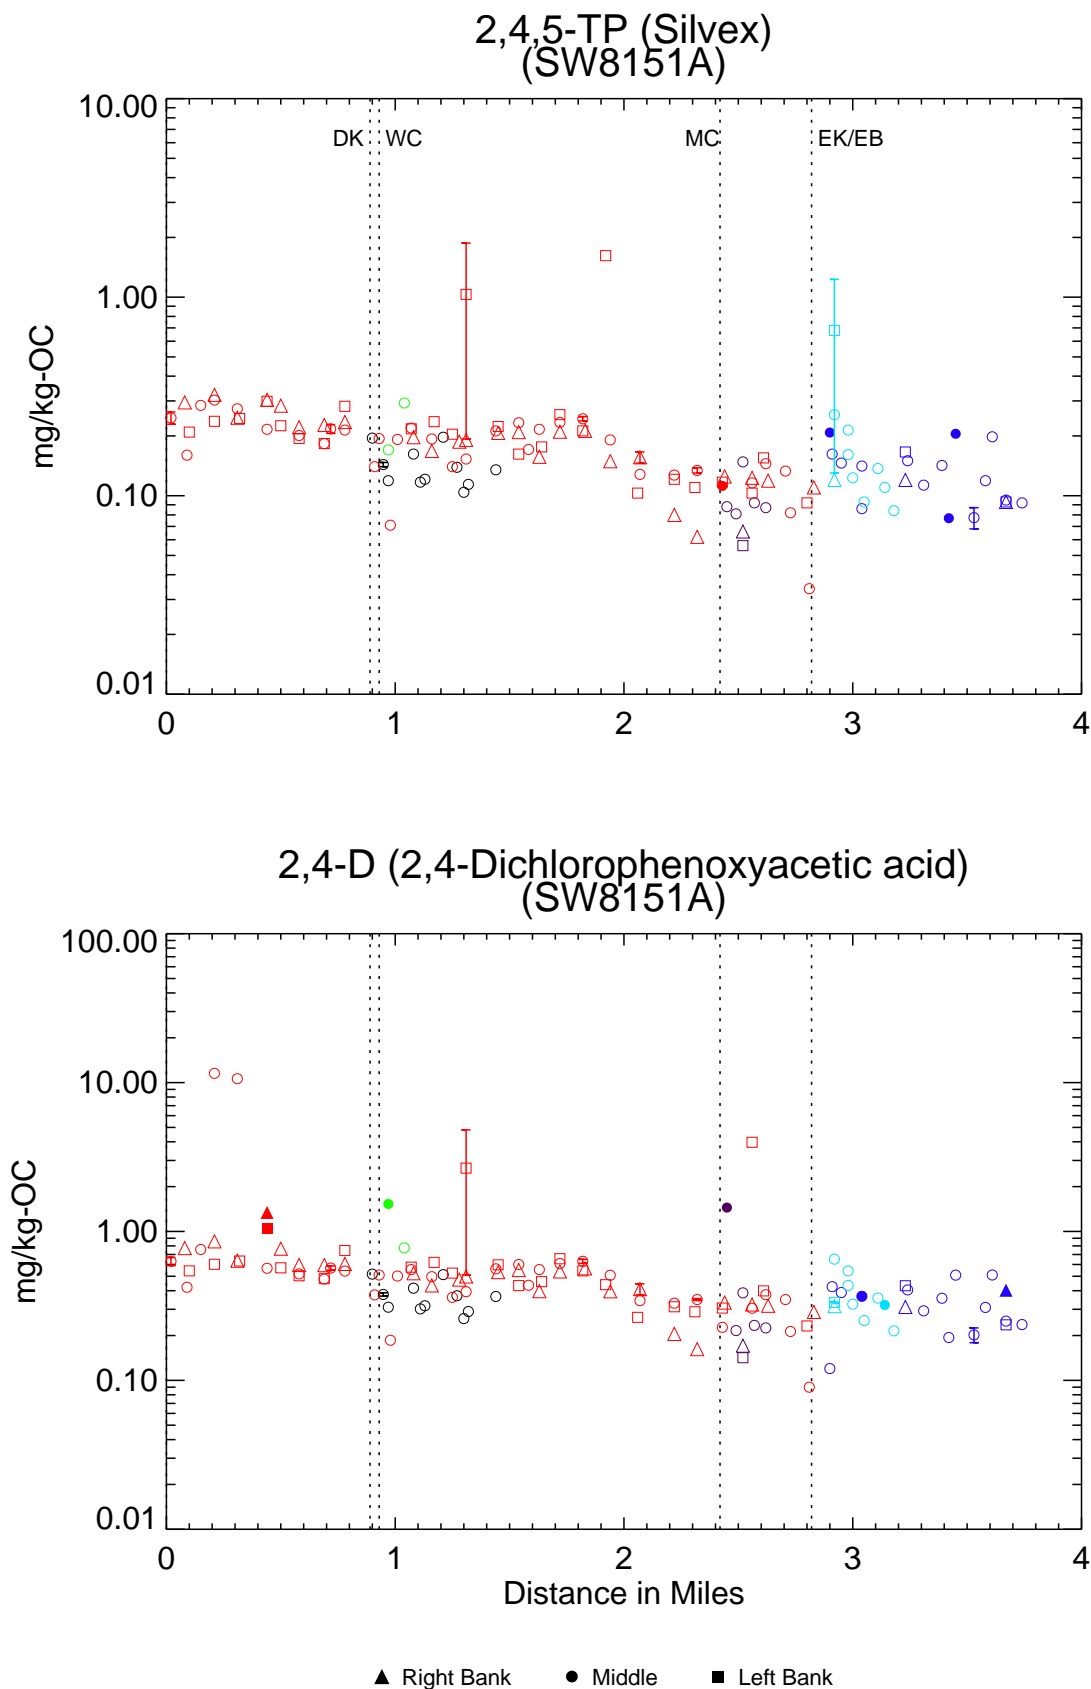 2,4,5-TP (Silvex)
(SW8151A)
10.00
DK
WC
MC
EK/EB
1.00
mg/kg-OC
0.10
0.01
0
1
2
3
4
2,4-D (2,4-Dichlorophenoxyacetic acid)
(SW8151A)
100.00
10.00
mg/kg-OC
1.00
0.10
0.01
0
1
2
3
4
Distance in Miles
Right Bank
Middle
Left Bank